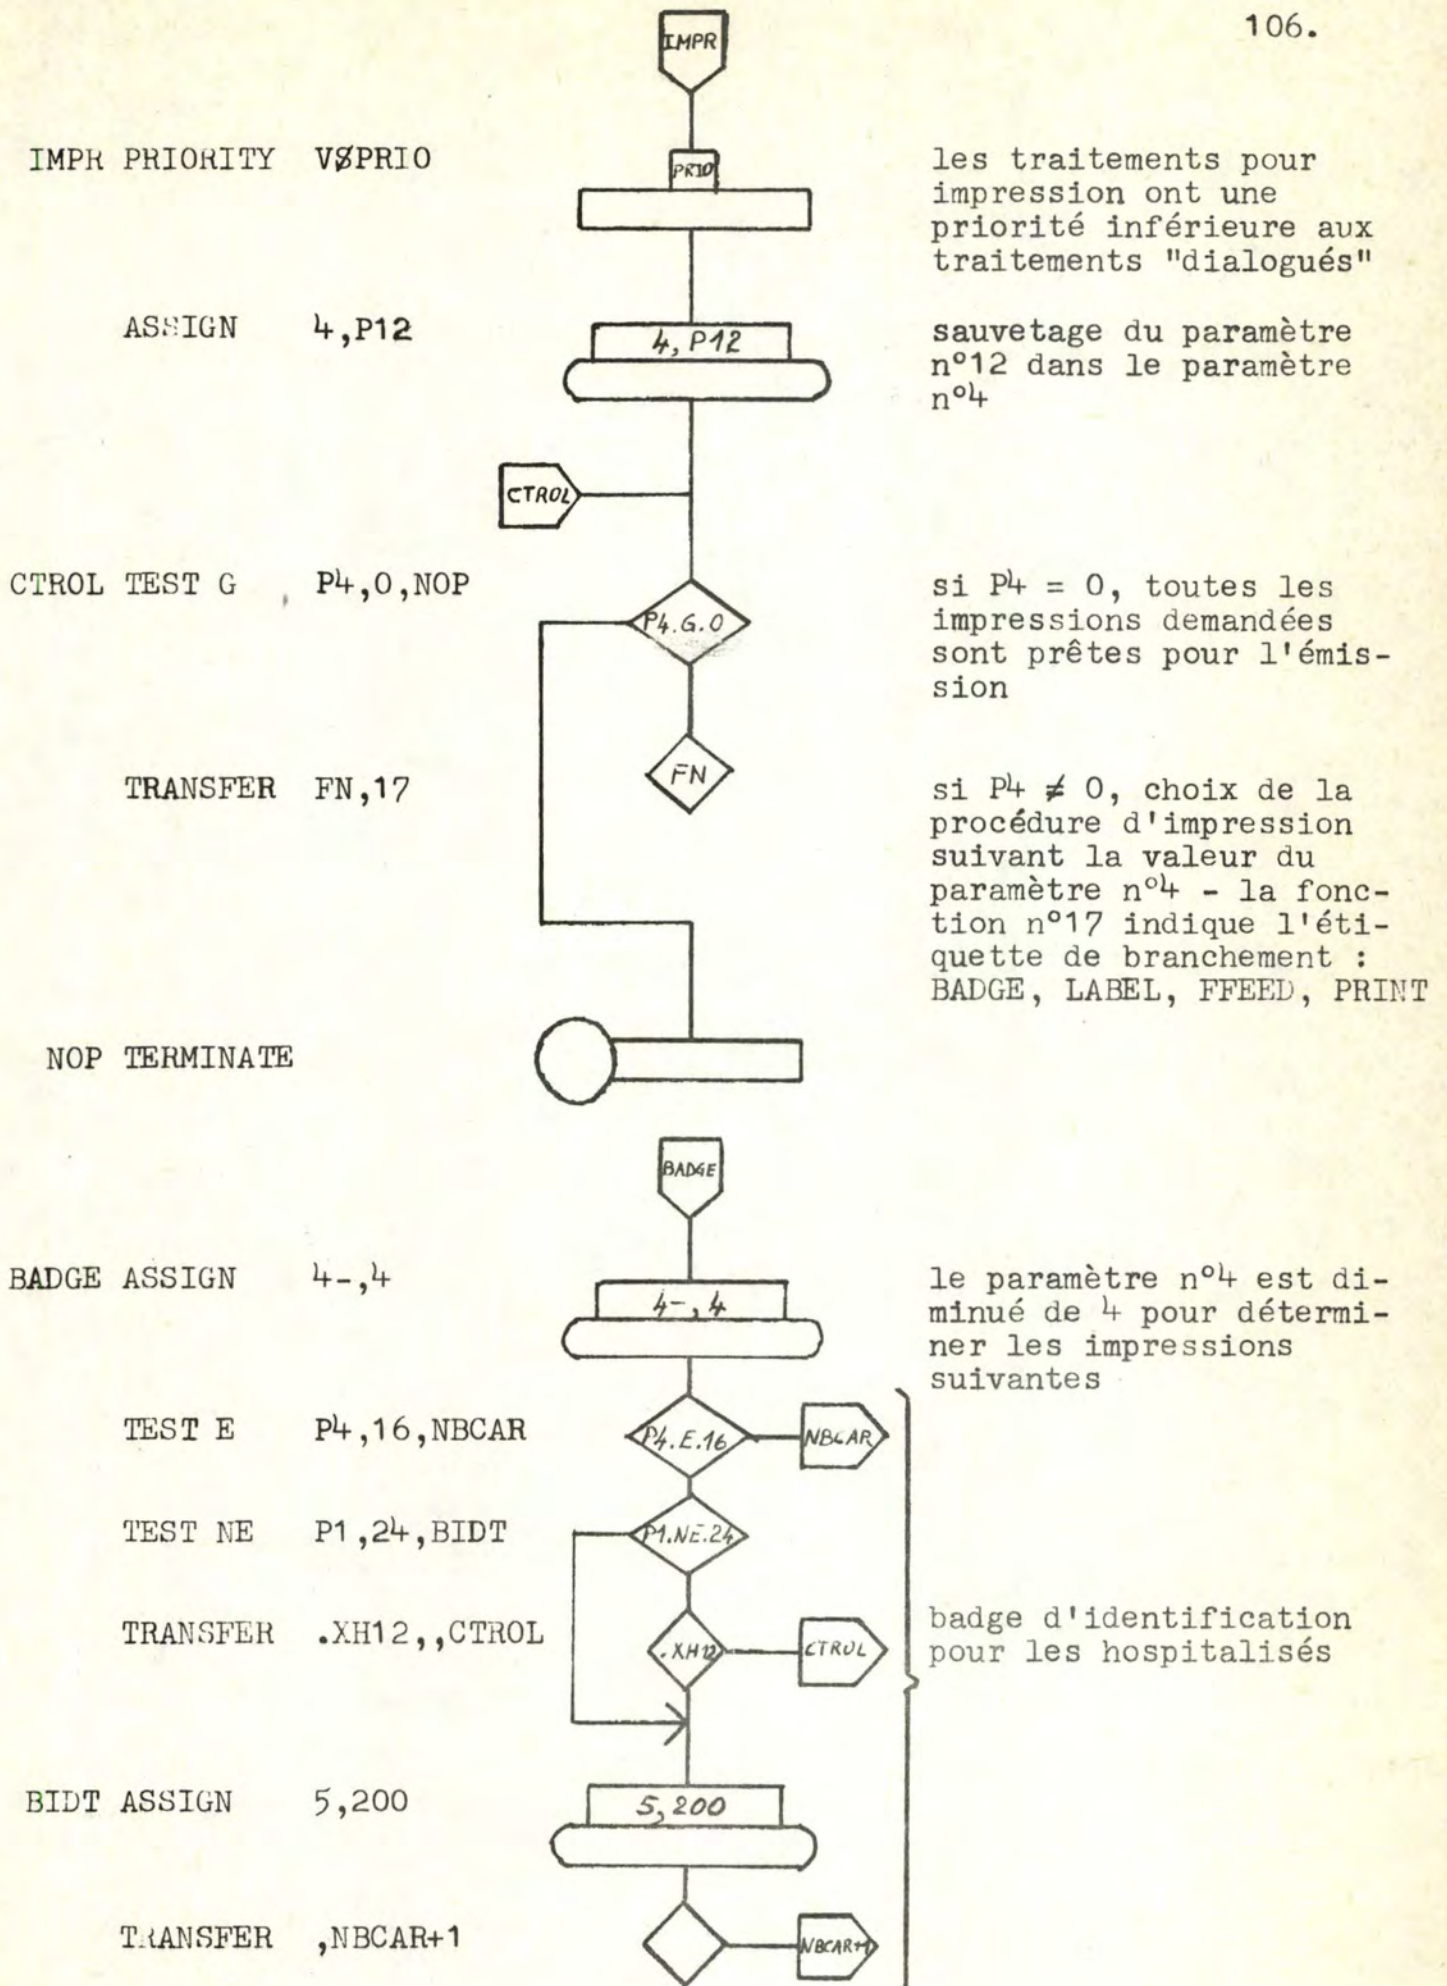 106.
IMPR
IMPR PRIORITY V$PRIO
PRIO
les traitements pour
impression ont une
priorité inférieure aux
traitements "dialogués"
ASSIGN 4,P12
4, P12
sauvetage du paramètre
n°12 dans le paramètre
n°4
CTROL
CTROL TEST G P4,0,NOP
P4.G.0
si P4 = 0, toutes les
impressions demandées
sont prêtes pour l'émis-
sion
TRANSFER FN,17
FN
si P4 ≠ 0, choix de la
procédure d'impression
suivant la valeur du
paramètre n°4 - la fonc-
tion n°17 indique l'éti-
quette de branchement :
BADGE, LABEL, FFEED, PRINT
NOP TERMINATE
BADGE
BADGE ASSIGN 4-,4
4-, 4
le paramètre n°4 est di-
minué de 4 pour détermi-
ner les impressions
suivantes
TEST E P4,16,NBCAR
P4.E.16
NBCAR
TEST NE P1,24,BIDT
P1.NE.24
TRANSFER .XH12,,CTROL
.XH12
CTROL
badge d'identification
pour les hospitalisés
BIDT ASSIGN 5,200
5, 200
TRANSFER ,NBCAR+1
NBCAR+1